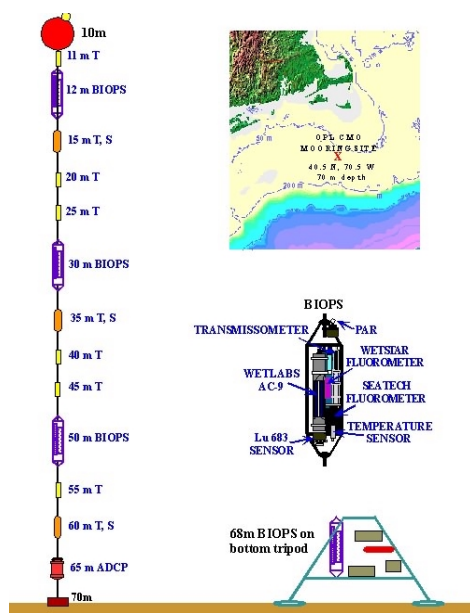 10m
11 m T
12 m BIOPS
15 m T, S
20 m T
25 m T
30 m BIOPS
35 m T, S
40 m T
45 m T
50 m BIOPS
55 m T
60 m T, S
65 m ADCP
70m
OPL CMO
MOORING SITE
X
40.5 N, 70.5 W
70 m depth
50 m
200 m
m
BIOPS
TRANSMISSOMETER
PAR
WETSTAR
FLUOROMETER
WETLABS
AC-9
SEATECH
FLUOROMETER
Lu 683
SENSOR
TEMPERATURE
SENSOR
68m BIOPS on
bottom tripod